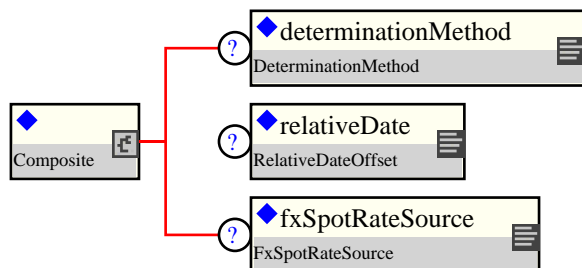 ?
determinationMethod
DeterminationMethod
Composite
?
relativeDate
RelativeDateOffset
?
fxSpotRateSource
FxSpotRateSource